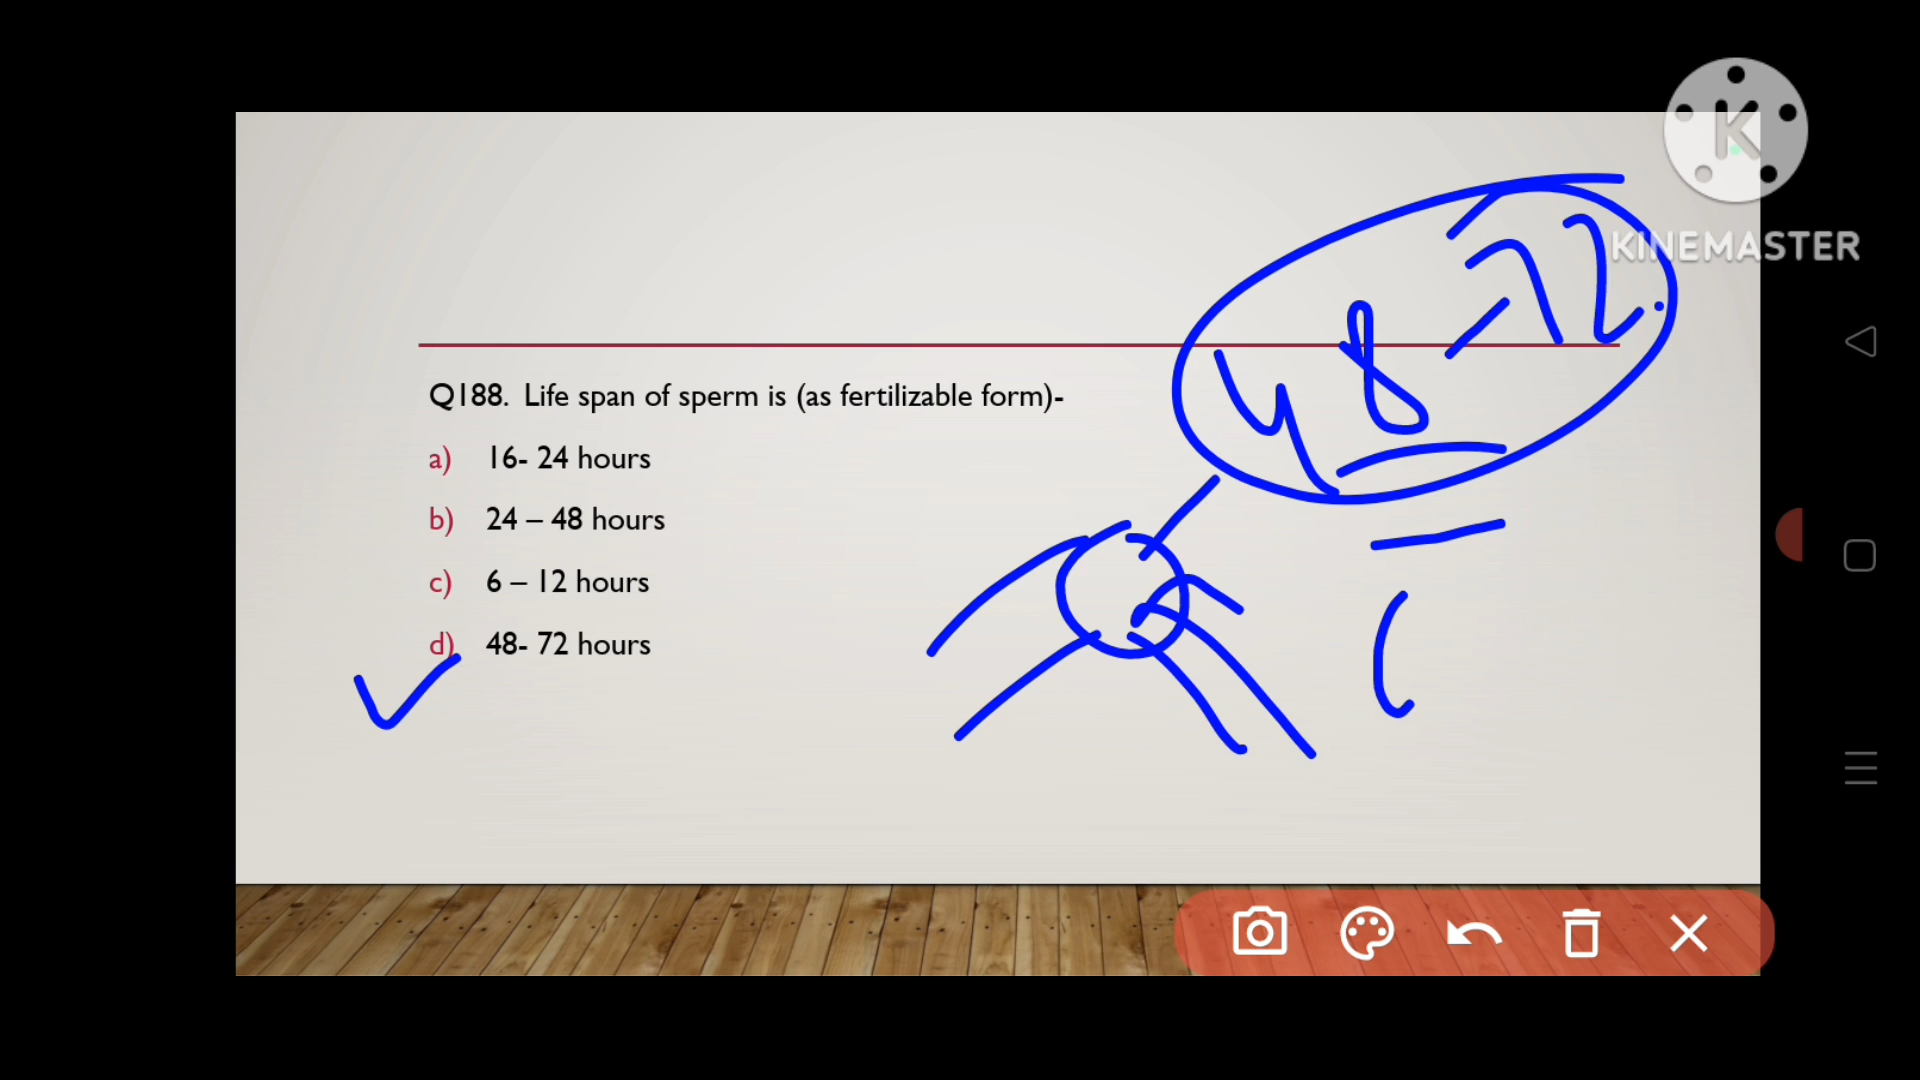 KINEMASTER
48-72
Q188. Life span of sperm is (as fertilizable form)-
a) 16- 24 hours
b) 24 – 48 hours
c) 6 – 12 hours
d) 48- 72 hours